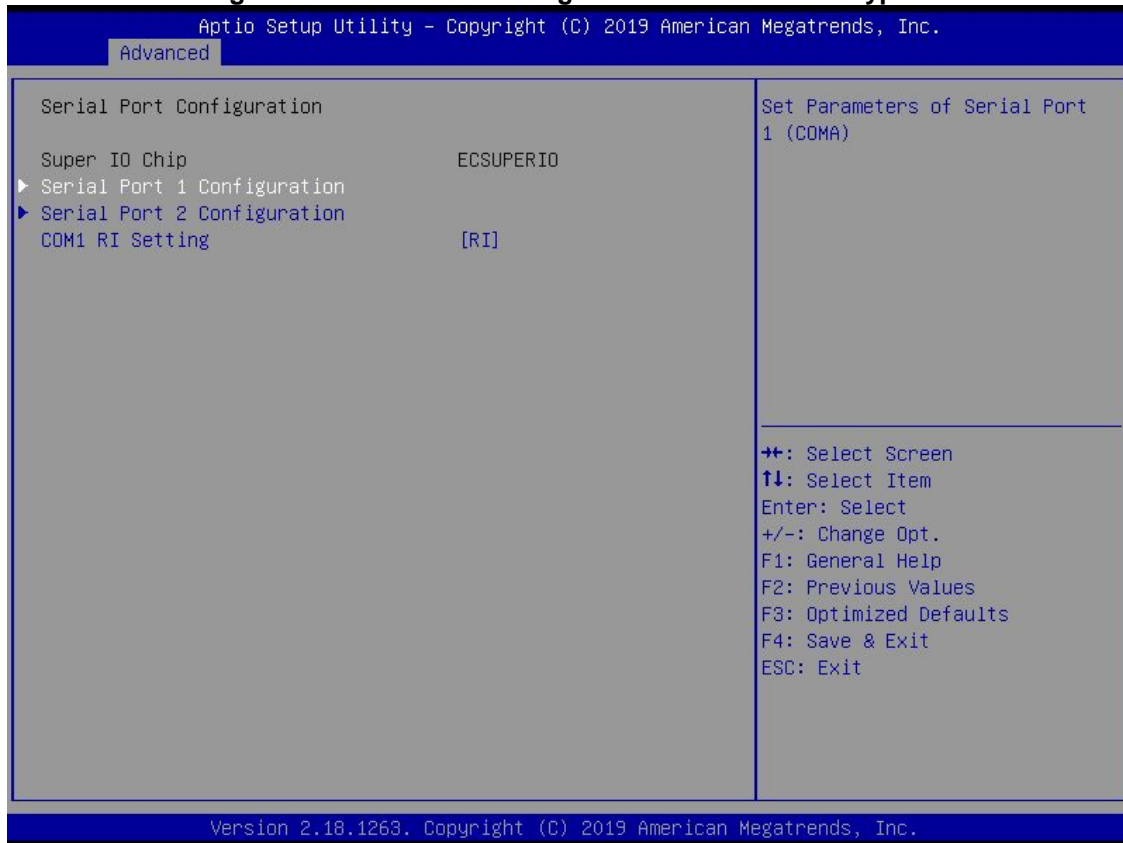 Aptio Setup Utility – Copyright (C) 2019 American Megatrends, Inc.
Advanced
Serial Port Configuration
Super IO Chip ECSUPERIO
Serial Port 1 Configuration
Serial Port 2 Configuration
COM1 RI Setting [RI]
Set Parameters of Serial Port
1 (COMA)
→←: Select Screen
↑↓: Select Item
Enter: Select
+/-: Change Opt.
F1: General Help
F2: Previous Values
F3: Optimized Defaults
F4: Save & Exit
ESC: Exit
Version 2.18.1263. Copyright (C) 2019 American Megatrends, Inc.